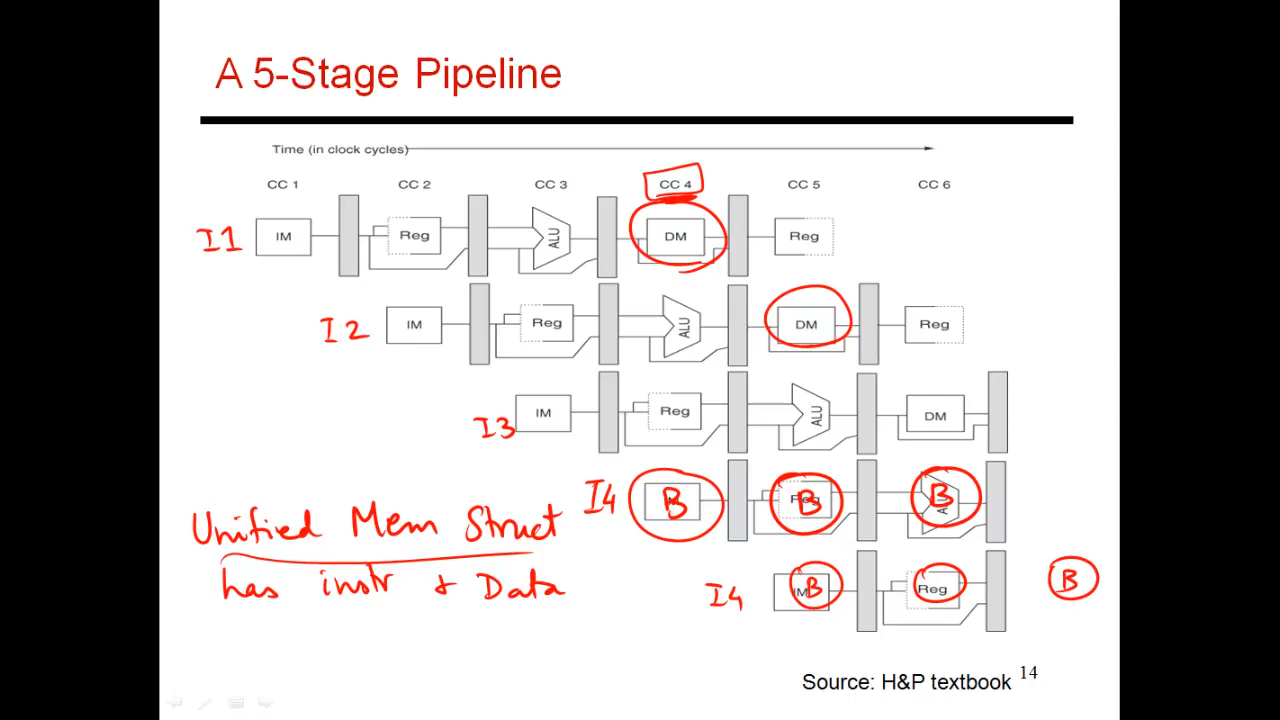 A 5-Stage Pipeline
Time (in clock cycles)
CC 1 CC 2 CC 3 CC 4 CC 5 CC 6
I1 IM Reg ALU DM Reg
I2 IM Reg ALU DM Reg
I3 IM Reg ALU DM
I4 B B B
Unified Mem Struct
has instr & Data
I4 IM B Reg B
Source: H&P textbook 14